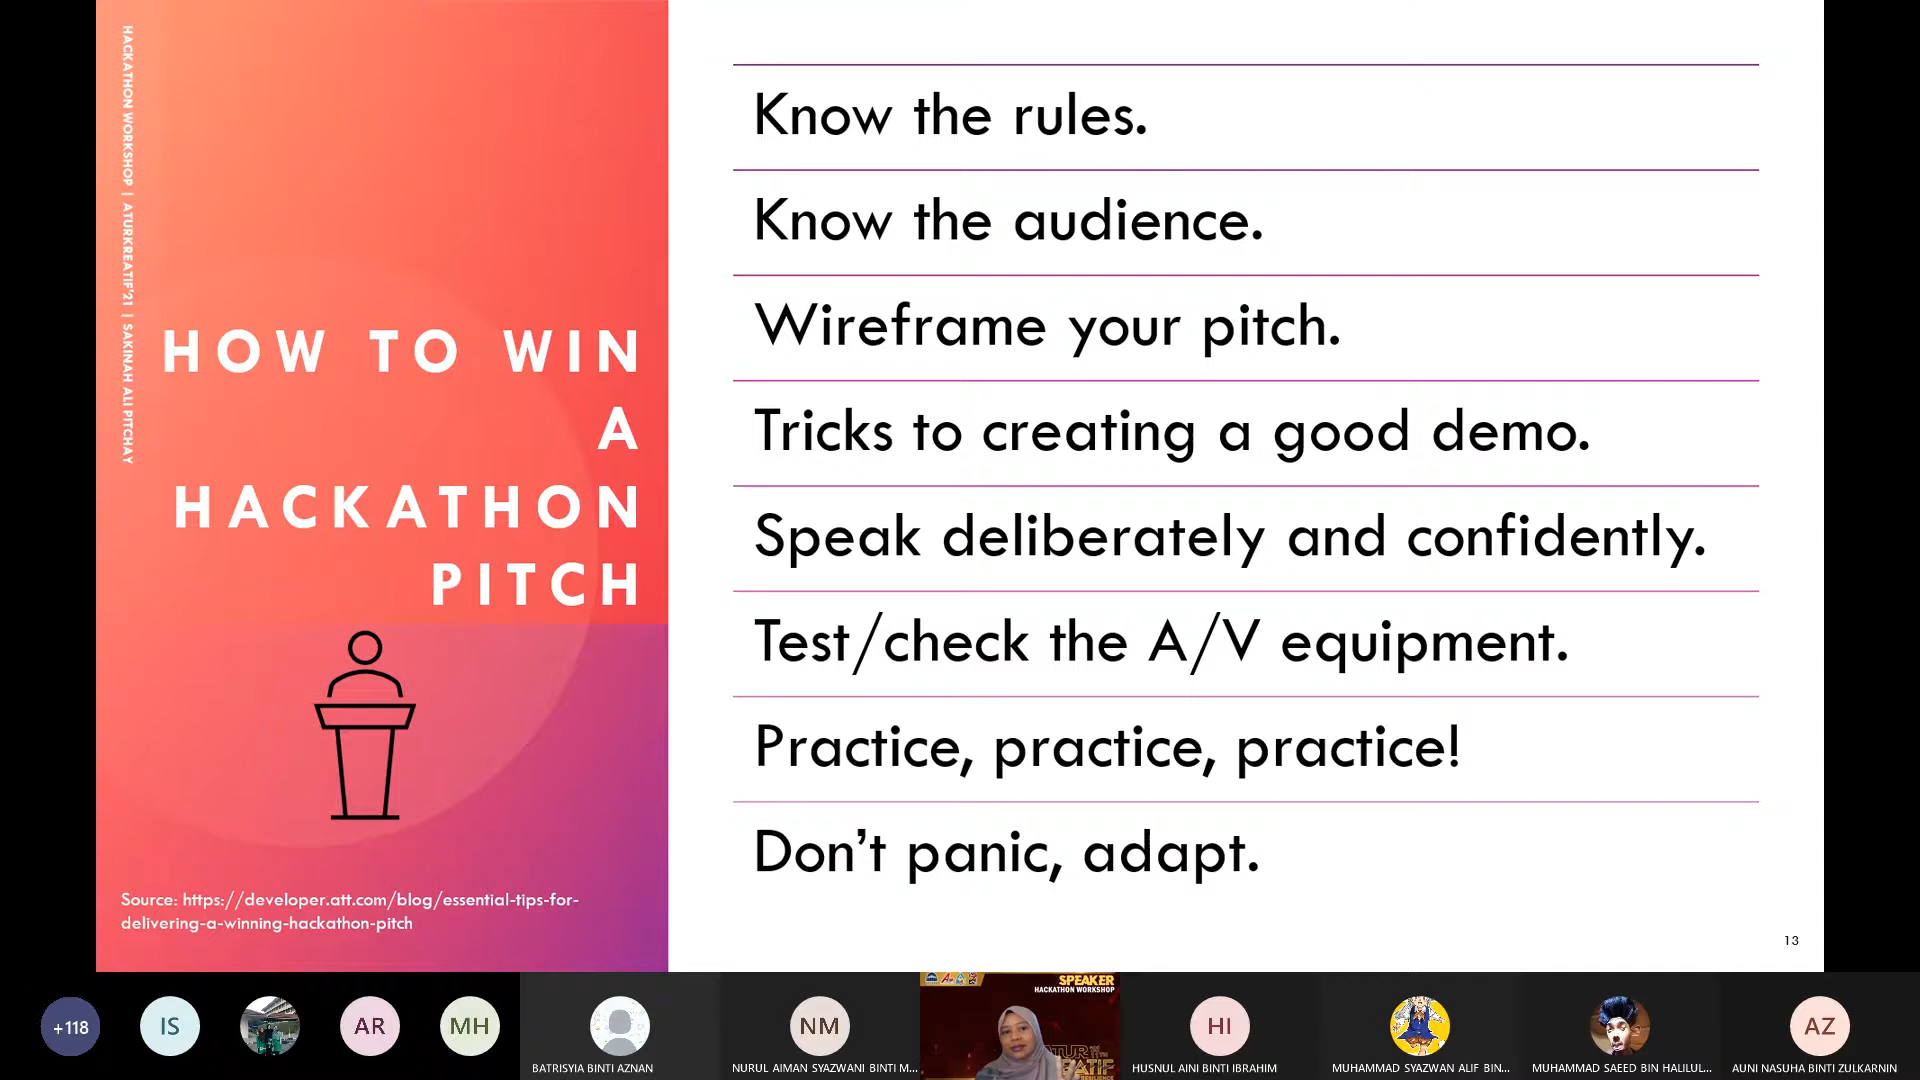 HACKATHON WORKSHOP | ATURKREATIF'21 | SAKINAH ALI PITCHAY
HOW TO WIN
A
HACKATHON
PITCH
Source: https://developer.att.com/blog/essential-tips-for-
delivering-a-winning-hackathon-pitch
Know the rules.
Know the audience.
Wireframe your pitch.
Tricks to creating a good demo.
Speak deliberately and confidently.
Test/check the A/V equipment.
Practice, practice, practice!
Don't panic, adapt.
13
+118
IS
AR
MH
BATRISYIA BINTI AZNAN
NM
NURUL AIMAN SYAZWANI BINTI M...
SPEAKER
HACKATHON WORKSHOP
HI
HUSNUL AINI BINTI IBRAHIM
MUHAMMAD SYAZWAN ALIF BIN...
MUHAMMAD SAEED BIN HALILUL...
AZ
AUNI NASUHA BINTI ZULKARNIN